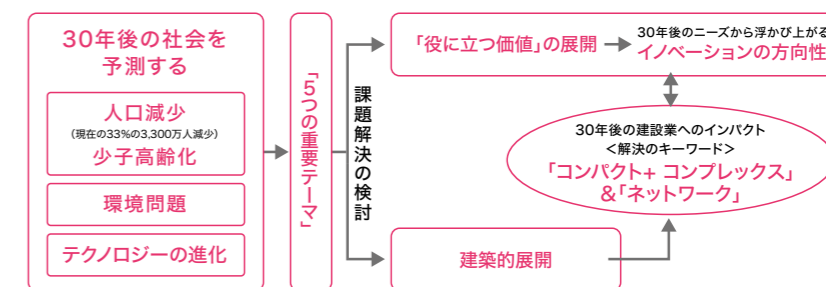 30年後の社会を
予測する
人口減少
(現在の33%の3,300万人減少)
少子高齢化
環境問題
テクノロジーの進化
「5つの重要テーマ」
課題解決の検討
「役に立つ価値」の展開
30年後のニーズから浮かび上がる
イノベーションの方向性
30年後の建設業へのインパクト
<解決のキーワード>
「コンパクト+ コンプレックス」
&「ネットワーク」
建築的展開